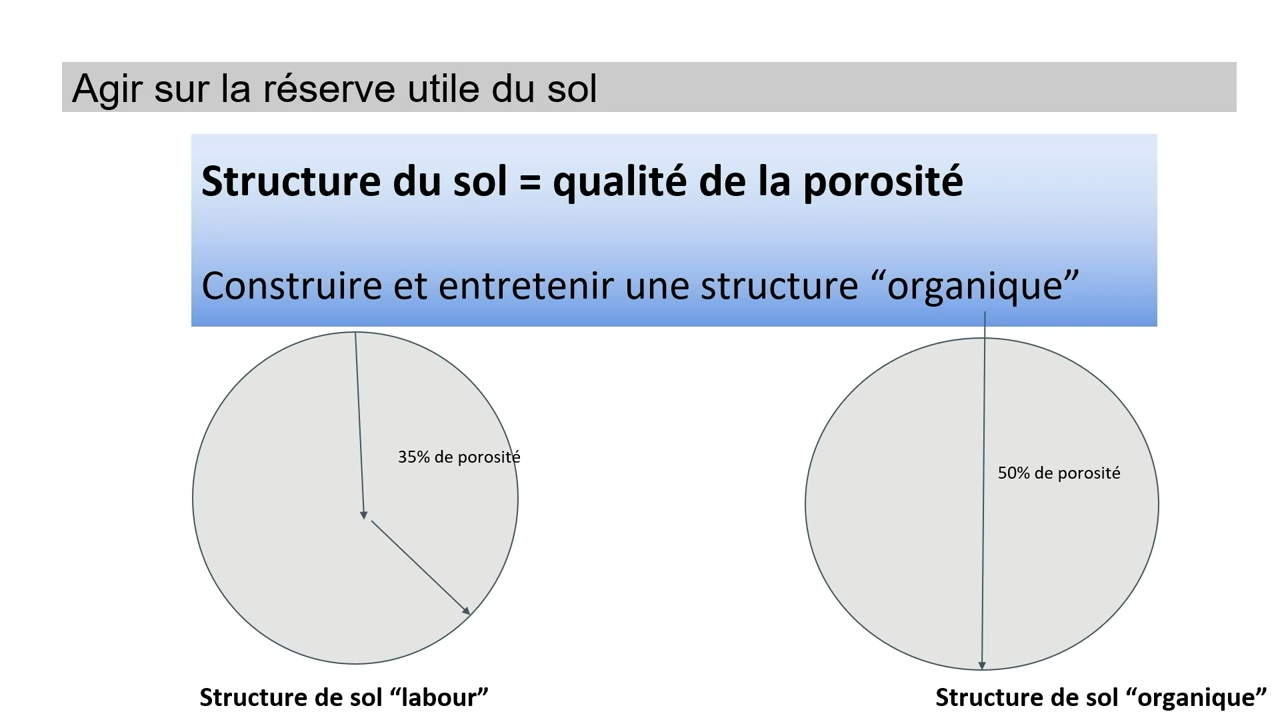 Agir sur la réserve utile du sol
Structure du sol = qualité de la porosité
Construire et entretenir une structure “organique”
35% de porosité
50% de porosité
Structure de sol “labour”
Structure de sol “organique”